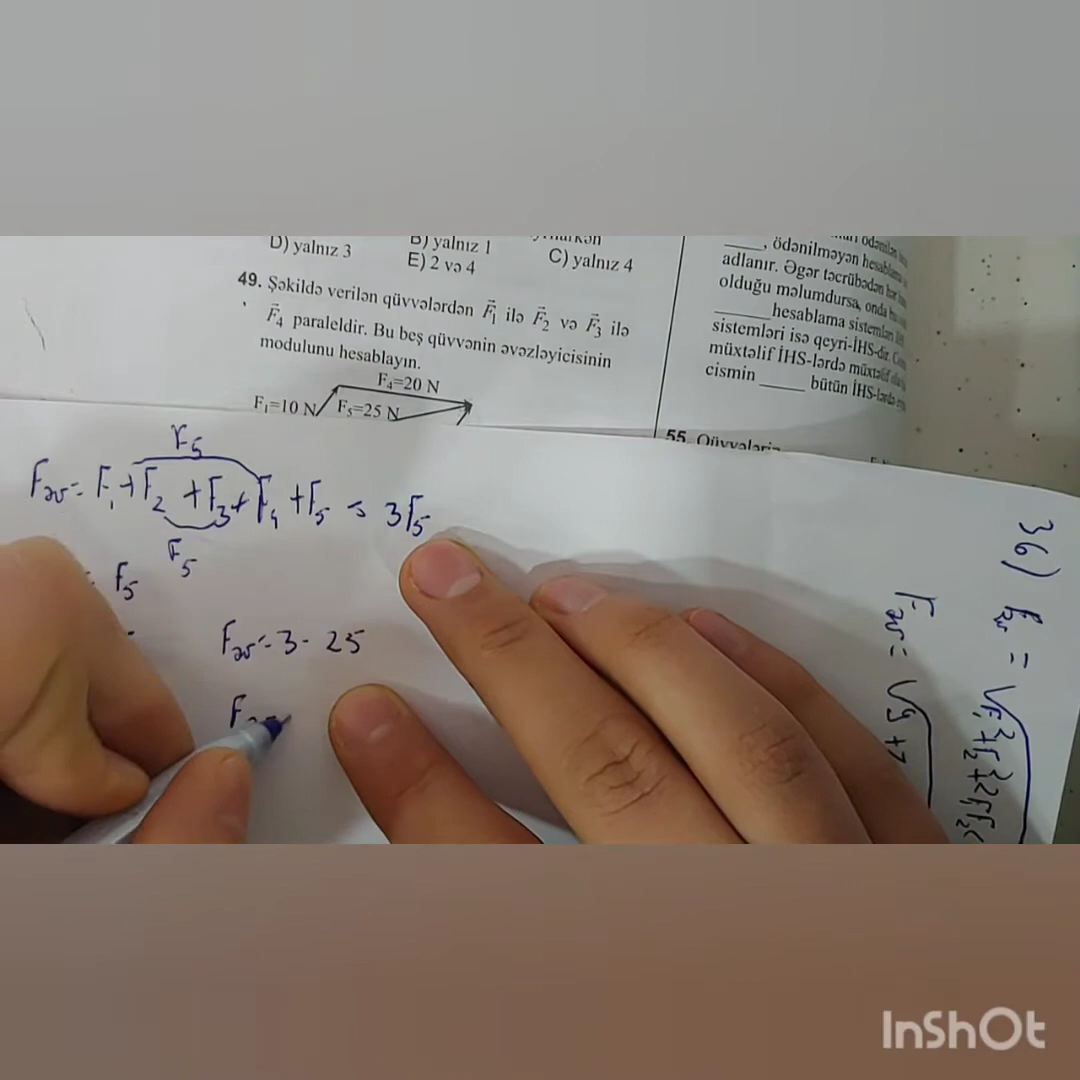 D) yalnız 3 B) yalnız 1
E) 2 və 4 C) yalnız 4
49. Şəkildə verilən qüvvələrdən F⃗₁ ilə F⃗₂ və F⃗₃ ilə
F⃗₄ paraleldir. Bu beş qüvvənin əvəzləyicisinin
modulunu hesablayın.
F₄=20 N
F₁=10 N F₅=25 N
, ödənilməyən
adlanır. Əgər təcrübədən
olduğu məlumdursa, onda
____ hesablama sistemləri
sistemləri isə qeyri-İHS-dir.
müxtəlif İHS-lərdə
cismin ____ bütün İHS-lərdə
55. Qüvvələrin
F₅
Fəv = F₁+F₂+F₃+F₄+F₅ = 3F₅
F₅
= F₅
Fəv = 3 · 25
36) Fəv = √F₁²+F₂²+2F₁F₂
Fəv = √9+7
InShOt